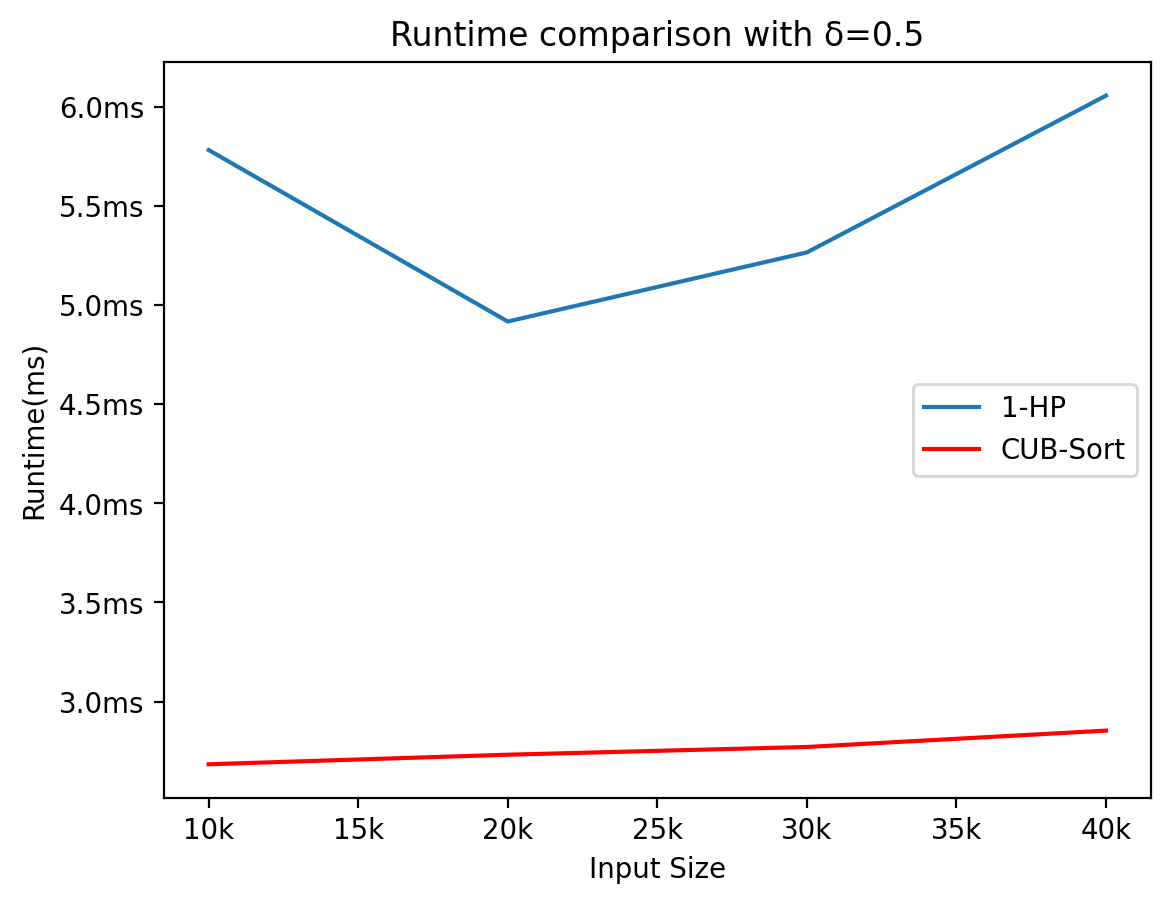 Runtime comparison with δ=0.5
6.0ms
5.5ms
5.0ms
4.5ms
4.0ms
3.5ms
3.0ms
Runtime(ms)
1-HP
CUB-Sort
10k 15k 20k 25k 30k 35k 40k
Input Size